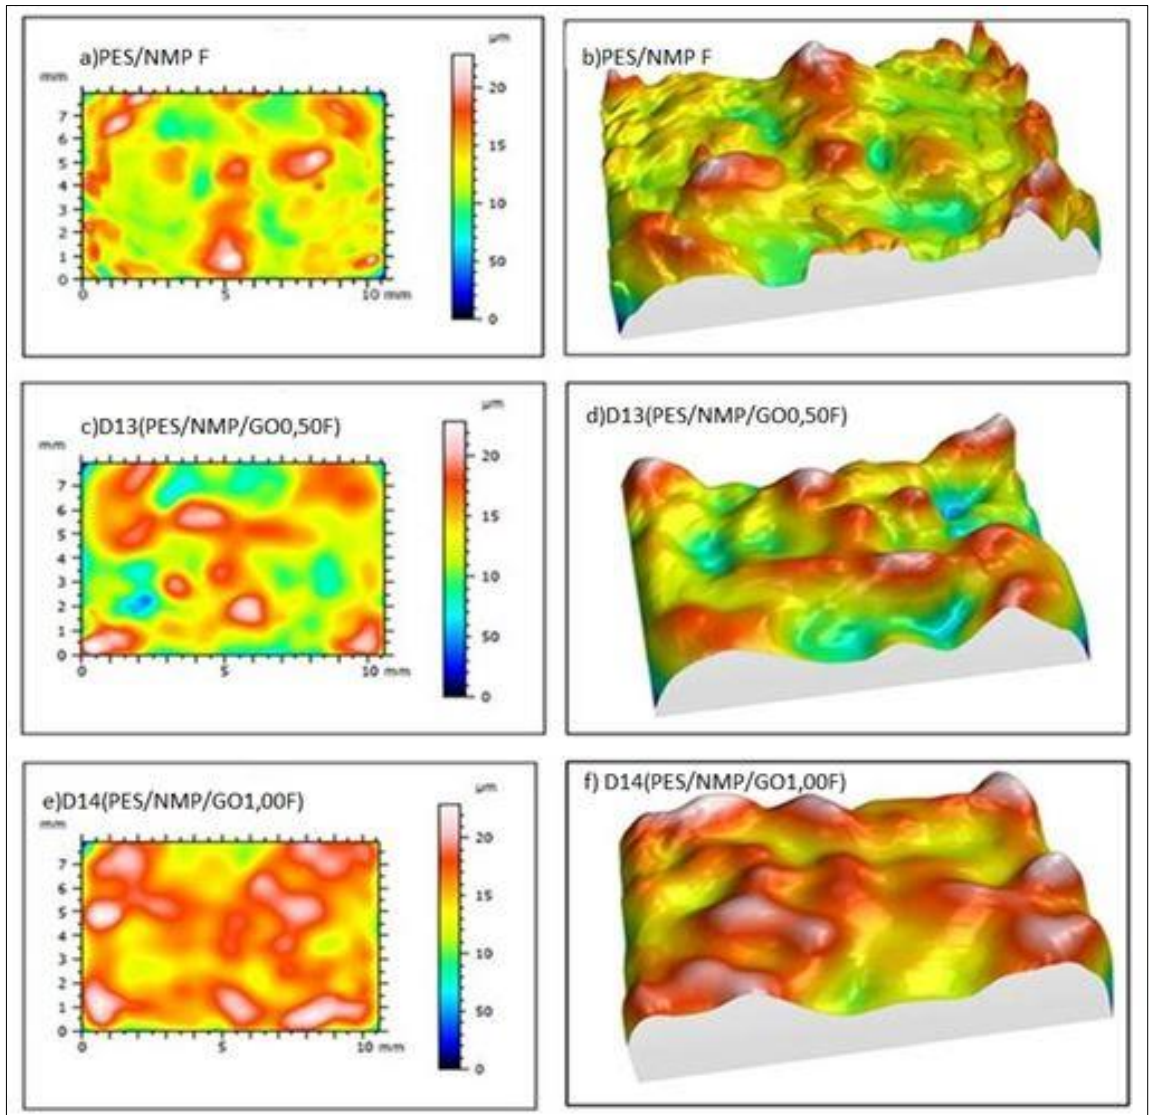 a)PES/NMP F
µm
mm
20
15
10
50
0
7
6
5
4
3
2
1
0
0 5 10 mm
b)PES/NMP F
c)D13(PES/NMP/GO0,50F)
µm
mm
20
15
10
50
0
7
6
5
4
3
2
1
0
0 5 10 mm
d)D13(PES/NMP/GO0,50F)
e)D14(PES/NMP/GO1,00F)
µm
mm
20
15
10
50
0
7
6
5
4
3
2
1
0
0 5 10 mm
f) D14(PES/NMP/GO1,00F)